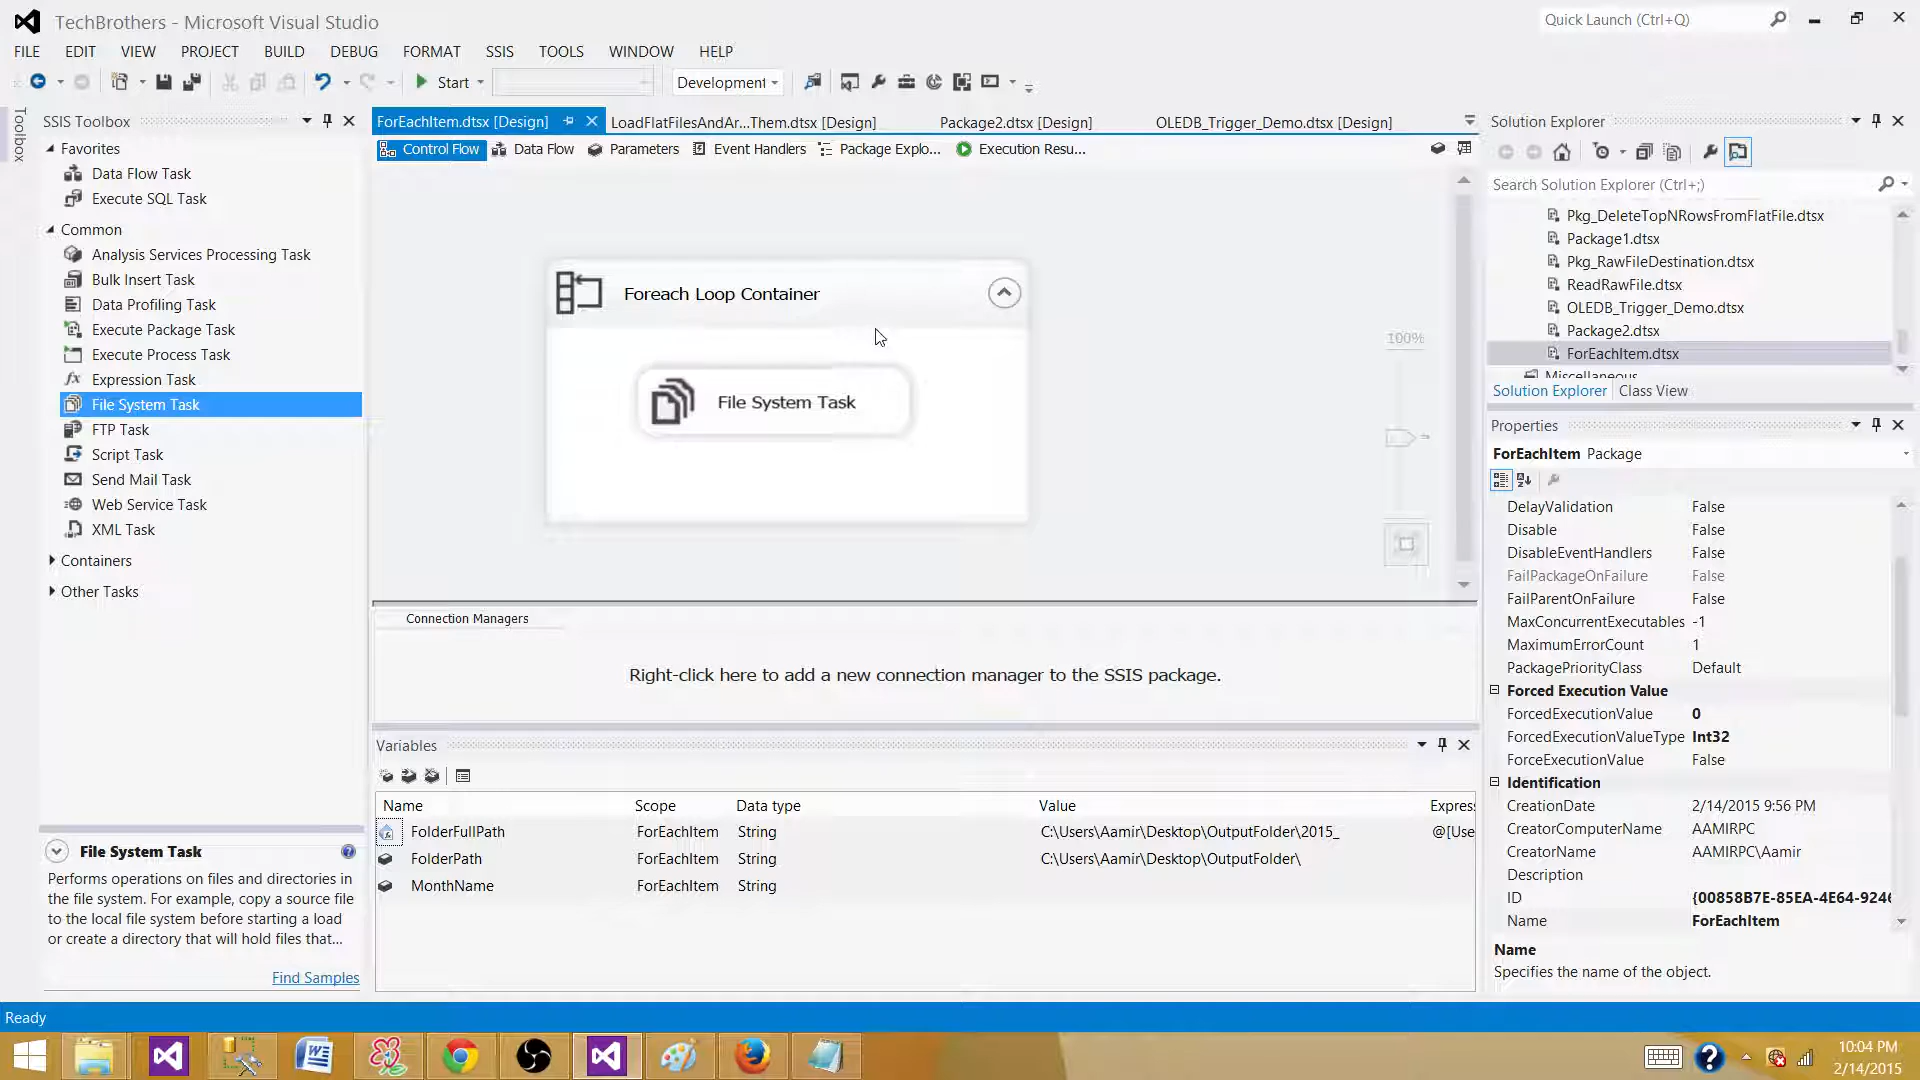 TechBrothers - Microsoft Visual Studio
Quick Launch (Ctrl+Q)
FILE EDIT VIEW PROJECT BUILD DEBUG FORMAT SSIS TOOLS WINDOW HELP
Start
Development
Toolbox
SSIS Toolbox
Favorites
Data Flow Task
Execute SQL Task
Common
Analysis Services Processing Task
Bulk Insert Task
Data Profiling Task
Execute Package Task
Execute Process Task
Expression Task
File System Task
FTP Task
Script Task
Send Mail Task
Web Service Task
XML Task
Containers
Other Tasks
File System Task
Performs operations on files and directories in
the file system. For example, copy a source file
to the local file system before starting a load
or create a directory that will hold files that...
Find Samples
ForEachItem.dtsx [Design] LoadFlatFilesAndAr...Them.dtsx [Design] Package2.dtsx [Design] OLEDB_Trigger_Demo.dtsx [Design]
Control Flow Data Flow Parameters Event Handlers Package Explo... Execution Resu...
Foreach Loop Container
File System Task
100%
Connection Managers
Right-click here to add a new connection manager to the SSIS package.
Variables
Name Scope Data type Value Expres
FolderFullPath ForEachItem String C:\Users\Aamir\Desktop\OutputFolder\2015_ @[Use
FolderPath ForEachItem String C:\Users\Aamir\Desktop\OutputFolder\
MonthName ForEachItem String
Solution Explorer
Search Solution Explorer (Ctrl+;)
Pkg_DeleteTopNRowsFromFlatFile.dtsx
Package1.dtsx
Pkg_RawFileDestination.dtsx
ReadRawFile.dtsx
OLEDB_Trigger_Demo.dtsx
Package2.dtsx
ForEachItem.dtsx
Miscellaneous
Solution Explorer Class View
Properties
ForEachItem Package
DelayValidation False
Disable False
DisableEventHandlers False
FailPackageOnFailure False
FailParentOnFailure False
MaxConcurrentExecutables -1
MaximumErrorCount 1
PackagePriorityClass Default
Forced Execution Value
ForcedExecutionValue 0
ForcedExecutionValueType Int32
ForceExecutionValue False
Identification
CreationDate 2/14/2015 9:56 PM
CreatorComputerName AAMIRPC
CreatorName AAMIRPC\Aamir
Description
ID {00858B7E-85EA-4E64-9246
Name ForEachItem
Name
Specifies the name of the object.
Ready
10:04 PM
2/14/2015